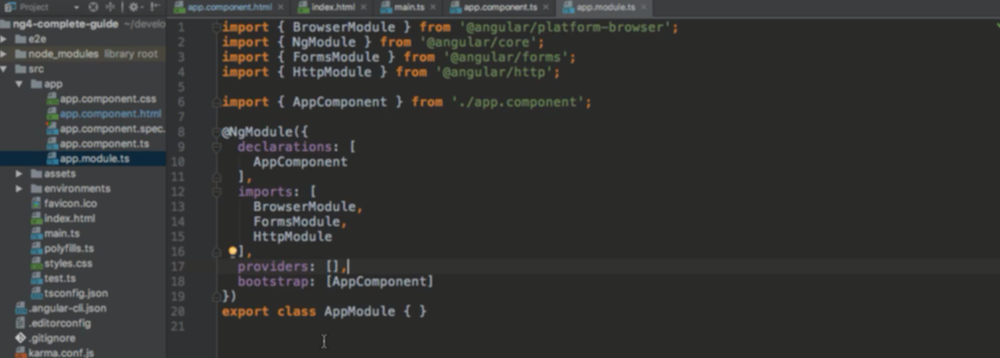 Project
app.component.html
index.html
main.ts
app.component.ts
app.module.ts
ng4-complete-guide ~/develo
e2e
node_modules library root
src
app
app.component.css
app.component.html
app.component.spec.
app.component.ts
app.module.ts
assets
environments
favicon.ico
index.html
main.ts
polyfills.ts
styles.css
test.ts
tsconfig.json
.angular-cli.json
.editorconfig
.gitignore
karma.conf.js
1 import { BrowserModule } from '@angular/platform-browser';
2 import { NgModule } from '@angular/core';
3 import { FormsModule } from '@angular/forms';
4 import { HttpModule } from '@angular/http';
5
6 import { AppComponent } from './app.component';
7
8 @NgModule({
9 declarations: [
10 AppComponent
11 ],
12 imports: [
13 BrowserModule,
14 FormsModule,
15 HttpModule
16 ],
17 providers: [],
18 bootstrap: [AppComponent]
19 })
20 export class AppModule { }
21